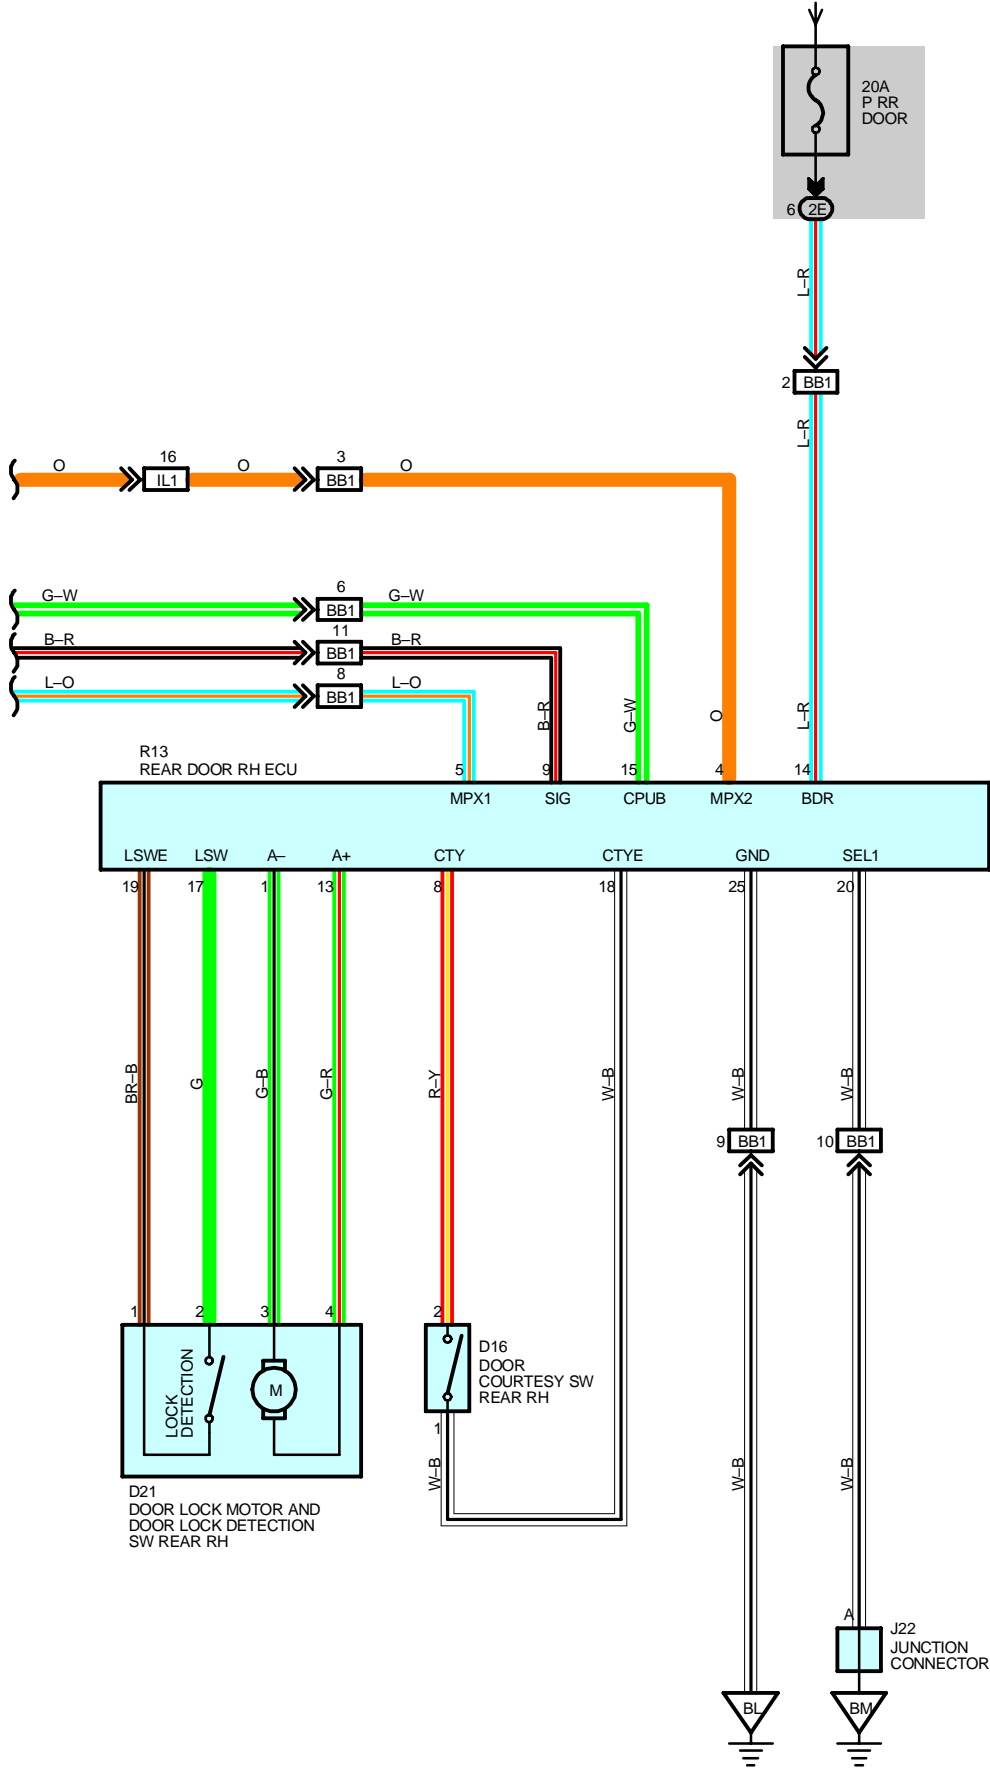 20A
P RR
DOOR
6 2E
L–R
2 BB1
L–R
O 16 O 3 O
IL1 BB1
G–W 6 G–W
BB1
B–R 11 B–R
BB1
L–O 8 L–O
BB1
B–R
G–W
O
L–R
R13
REAR DOOR RH ECU
5 9 15 4 14
MPX1 SIG CPUB MPX2 BDR
LSWE LSW A– A+ CTY CTYE GND SEL1
19 17 1 13 8 18 25 20
BR–B
G
G–B
G–R
R–Y
W–B
W–B
W–B
9 BB1
10 BB1
1 2 3 4
2
LOCK
DETECTION
M
D16
DOOR
COURTESY SW
REAR RH
1
W–B
W–B
W–B
D21
DOOR LOCK MOTOR AND
DOOR LOCK DETECTION
SW REAR RH
A
J22
JUNCTION
CONNECTOR
BL
BM